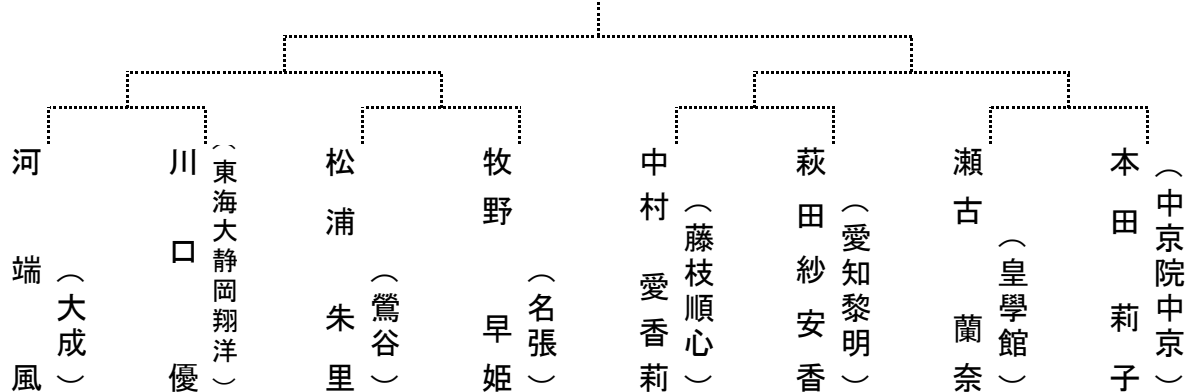 河端風
（大成）
川口優
（東海大静岡翔洋）
松浦朱里
（鶯谷）
牧野早姫
（名張）
中村愛香莉
（藤枝順心）
萩田紗安香
（愛知黎明）
瀬古蘭奈
（皇學館）
本田莉子
（中京院中京）